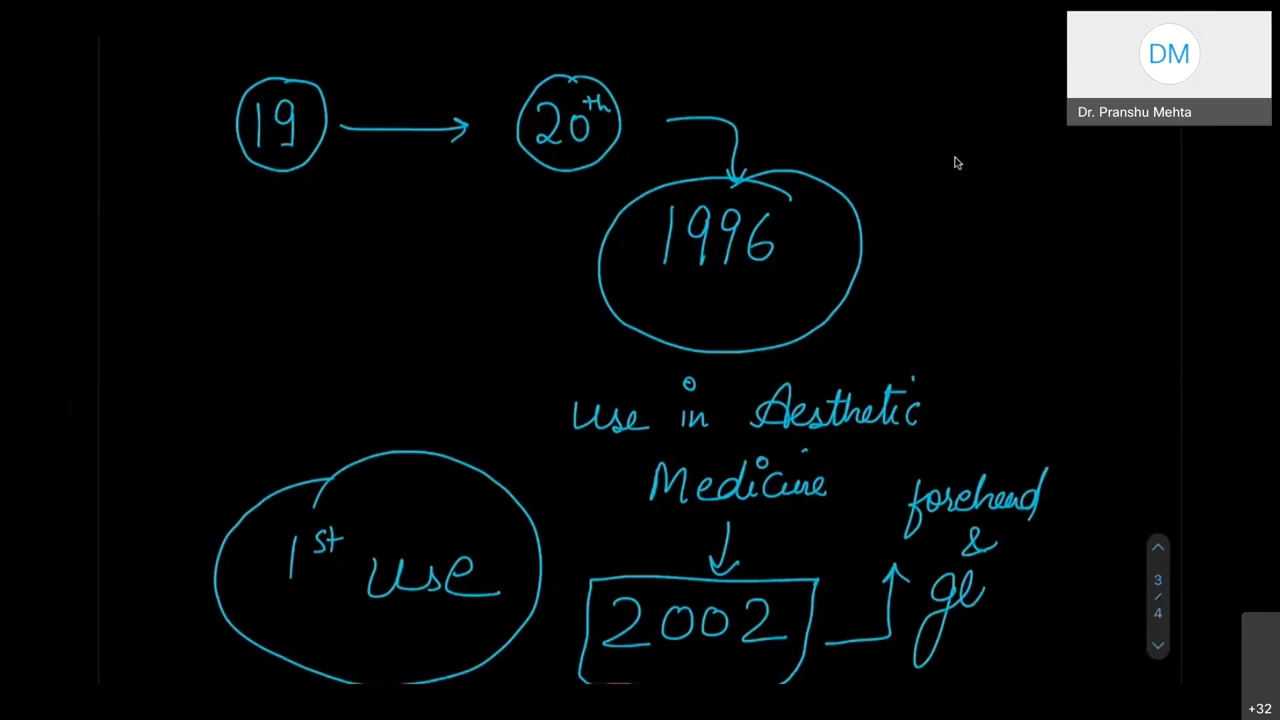 19 → 20th
DM
Dr. Pranshu Mehta
1996
use in Aesthetic
Medicine
forehead
&
gl
1st use
2002
3
/
4
+32